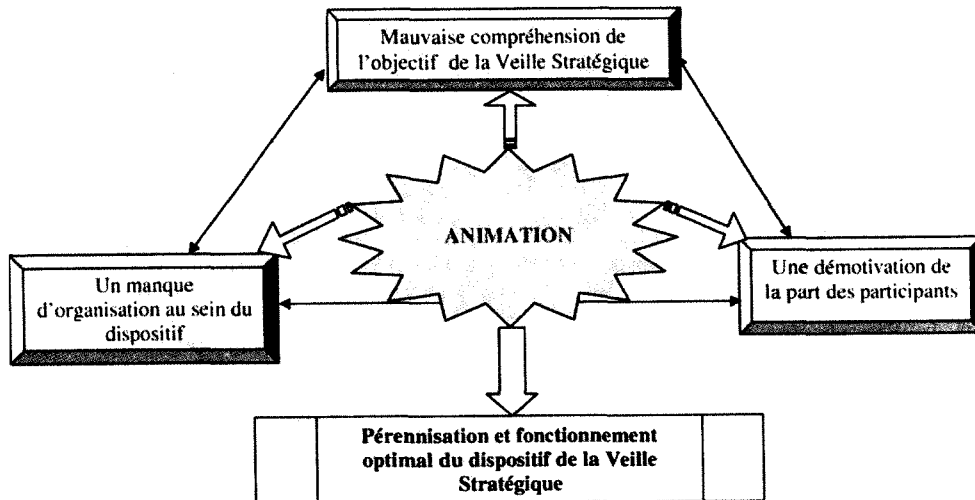 Mauvaise compréhension de
l'objectif de la Veille Stratégique
ANIMATION
Un manque
d'organisation au sein du
dispositif
Une démotivation de
la part des participants
Pérennisation et fonctionnement
optimal du dispositif de la Veille
Stratégique